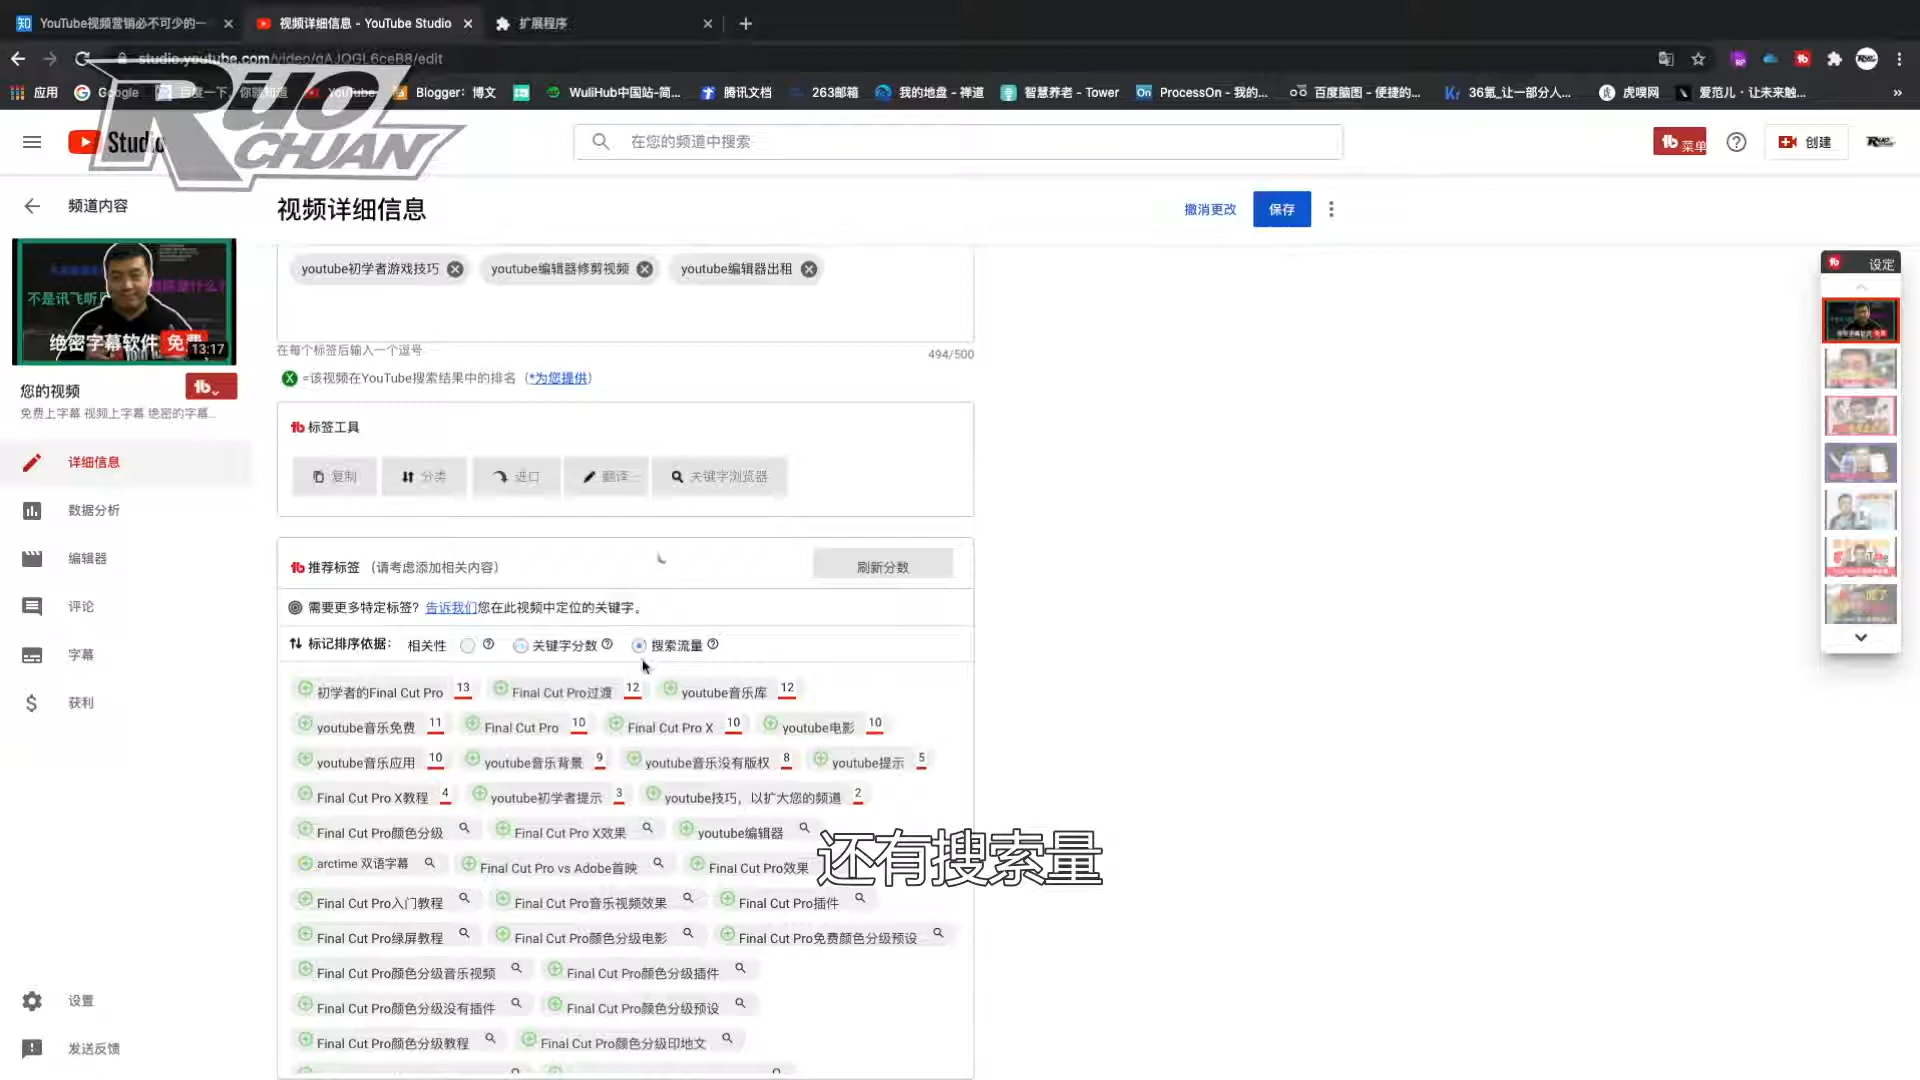 YouTube视频营销必不可少的一
视频详细信息 - YouTube Studio
扩展程序
studio.youtube.com/video/gAJOGL6ceB8/edit
应用
Google
百度一下，你就知道
YouTube
Blogger：博文
WuliHub中国站-简...
腾讯文档
263邮箱
我的地盘 - 禅道
智慧养老 - Tower
On ProcessOn - 我的...
百度脑图 - 便捷的...
36氪_让一部分人...
虎嗅网
爱范儿 · 让未来触...
»
RUO
CHUAN
Studio
在您的频道中搜索
菜单
创建
频道内容
视频详细信息
撤消更改
保存
绝密字幕软件 免费
13:17
您的视频
免费上字幕 视频上字幕 绝密的字幕...
详细信息
数据分析
编辑器
评论
字幕
获利
设置
发送反馈
youtube初学者游戏技巧
youtube编辑器修剪视频
youtube编辑器出租
在每个标签后输入一个逗号
494/500
=该视频在YouTube搜索结果中的排名（*为您提供）
标签工具
复制
分类
进口
翻译
关键字浏览器
推荐标签 （请考虑添加相关内容）
刷新分数
需要更多特定标签？告诉我们您在此视频中定位的关键字。
标记排序依据： 相关性 关键字分数 搜索流量
初学者的Final Cut Pro 13 Final Cut Pro过渡 12 youtube音乐库 12
youtube音乐免费 11 Final Cut Pro 10 Final Cut Pro X 10 youtube电影 10
youtube音乐应用 10 youtube音乐背景 9 youtube音乐没有版权 8 youtube提示 5
Final Cut Pro X教程 4 youtube初学者提示 3 youtube技巧，以扩大您的频道 2
Final Cut Pro颜色分级 Final Cut Pro X效果 youtube编辑器
arctime 双语字幕 Final Cut Pro vs Adobe首映 Final Cut Pro效果
Final Cut Pro入门教程 Final Cut Pro音乐视频效果 Final Cut Pro插件
Final Cut Pro绿屏教程 Final Cut Pro颜色分级电影 Final Cut Pro免费颜色分级预设
Final Cut Pro颜色分级音乐视频 Final Cut Pro颜色分级插件
Final Cut Pro颜色分级没有插件 Final Cut Pro颜色分级预设
Final Cut Pro颜色分级教程 Final Cut Pro颜色分级印地文
还有搜索量
设定